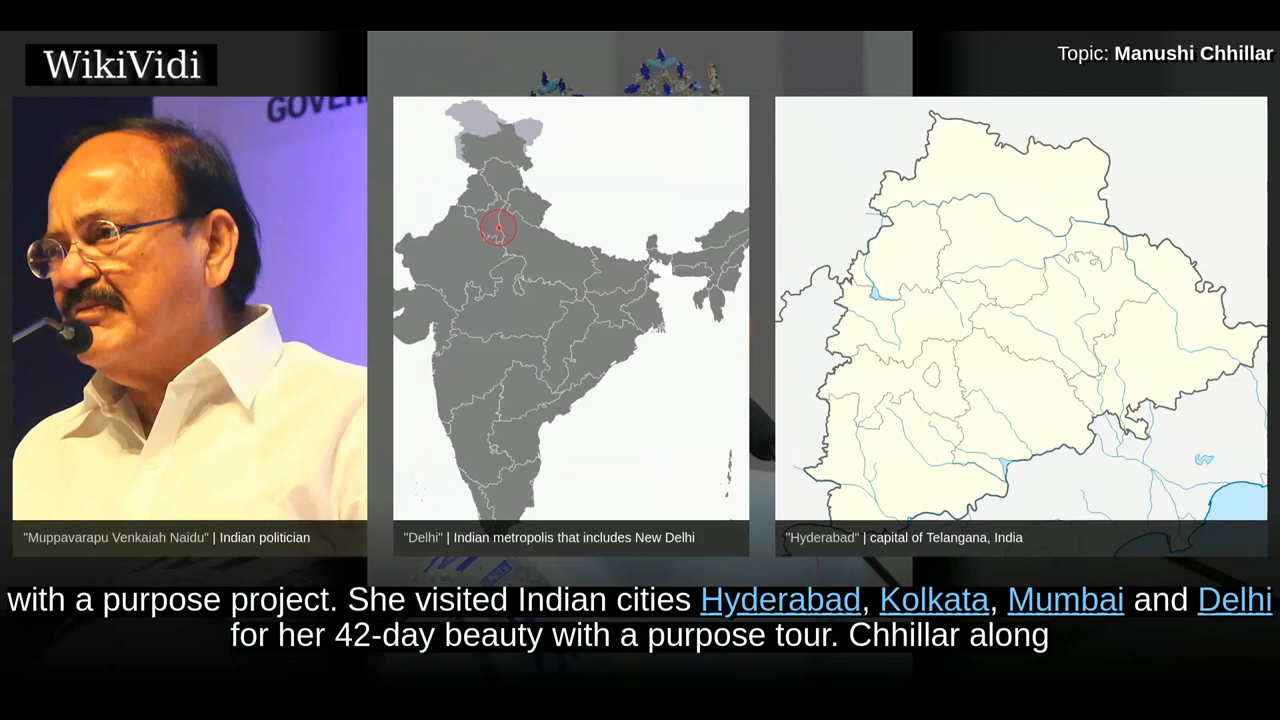 WikiVidi
Topic: Manushi Chhillar
GOVER
"Muppavarapu Venkaiah Naidu" | Indian politician
"Delhi" | Indian metropolis that includes New Delhi
"Hyderabad" | capital of Telangana, India
with a purpose project. She visited Indian cities Hyderabad, Kolkata, Mumbai and Delhi
for her 42-day beauty with a purpose tour. Chhillar along